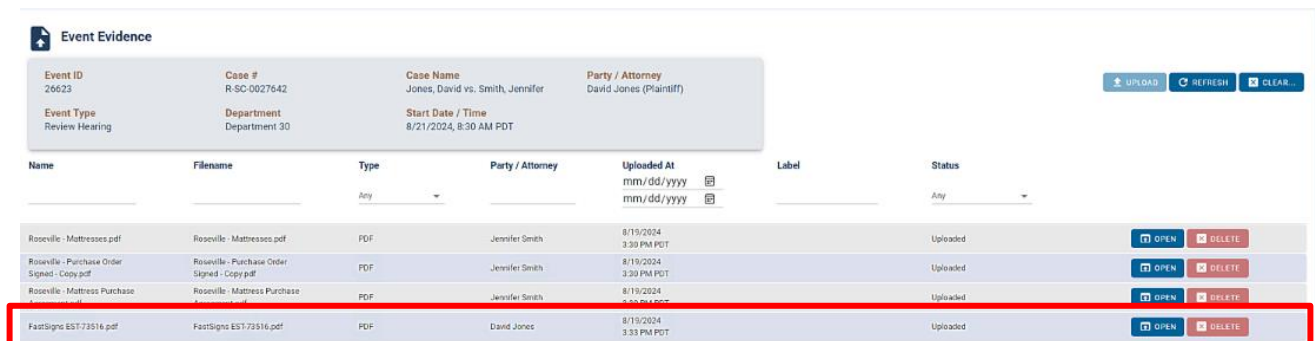 Event Evidence
Event ID Case # Case Name Party / Attorney
26623 R-SC-0027642 Jones, David vs. Smith, Jennifer David Jones (Plaintiff)
UPLOAD REFRESH CLEAR...
Event Type Department Start Date / Time
Review Hearing Department 30 8/21/2024, 8:30 AM PDT
Name Filename Type Party / Attorney Uploaded At Label Status
mm/dd/yyyy
Any mm/dd/yyyy Any
Roseville - Mattresses.pdf Roseville - Mattresses.pdf PDF Jennifer Smith 8/19/2024 Uploaded OPEN DELETE
3:30 PM PDT
Roseville - Purchase Order Roseville - Purchase Order PDF Jennifer Smith 8/19/2024 Uploaded OPEN DELETE
Signed - Copy.pdf Signed - Copy.pdf 3:30 PM PDT
Roseville - Mattress Purchase Roseville - Mattress Purchase PDF Jennifer Smith 8/19/2024 Uploaded OPEN DELETE
FastSigns EST-73516.pdf FastSigns EST-73516.pdf PDF David Jones 8/19/2024 Uploaded OPEN DELETE
3:33 PM PDT